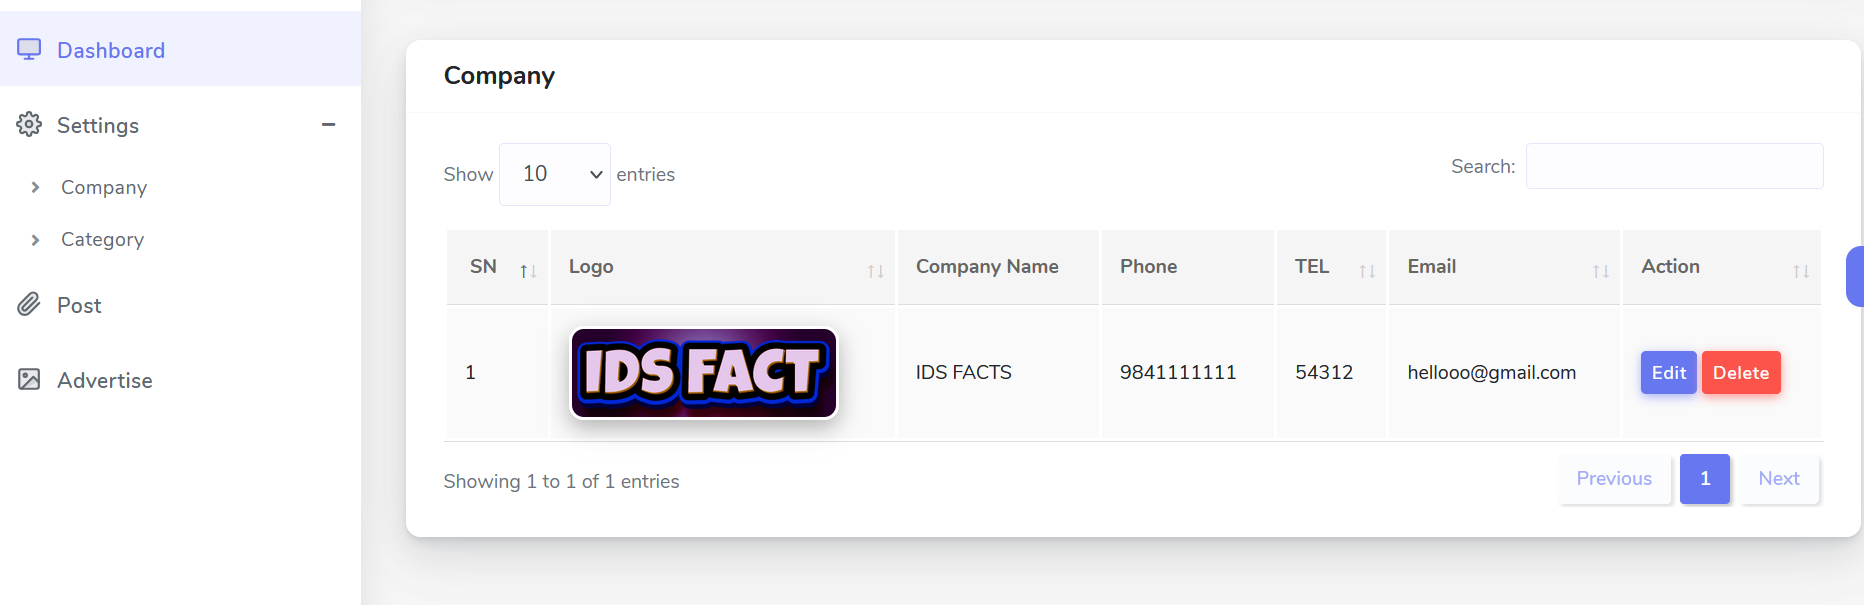 Dashboard
Settings
Company
Category
Post
Advertise
Company
Show 10 entries
Search:
SN Logo Company Name Phone TEL Email Action
1 IDS FACT IDS FACTS 9841111111 54312 hellooo@gmail.com Edit Delete
Showing 1 to 1 of 1 entries
Previous 1 Next